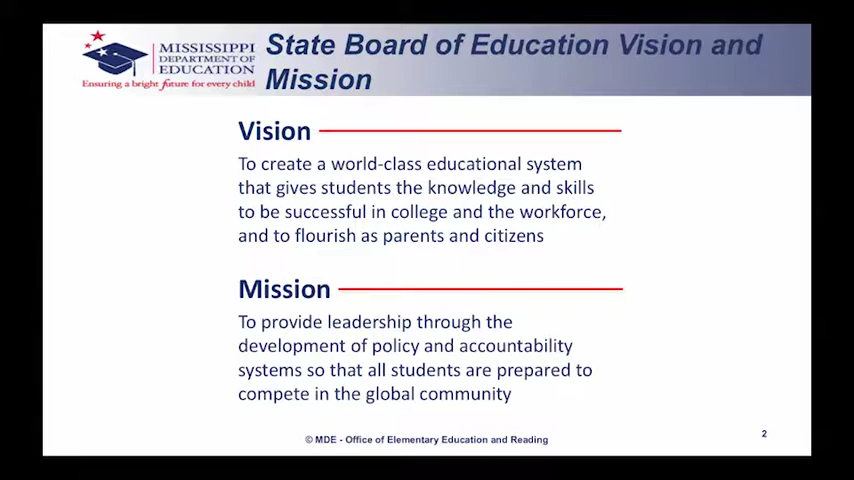 MISSISSIPPI
DEPARTMENT OF
EDUCATION
Ensuring a bright future for every child
State Board of Education Vision and
Mission
Vision
To create a world-class educational system
that gives students the knowledge and skills
to be successful in college and the workforce,
and to flourish as parents and citizens
Mission
To provide leadership through the
development of policy and accountability
systems so that all students are prepared to
compete in the global community
© MDE - Office of Elementary Education and Reading
2